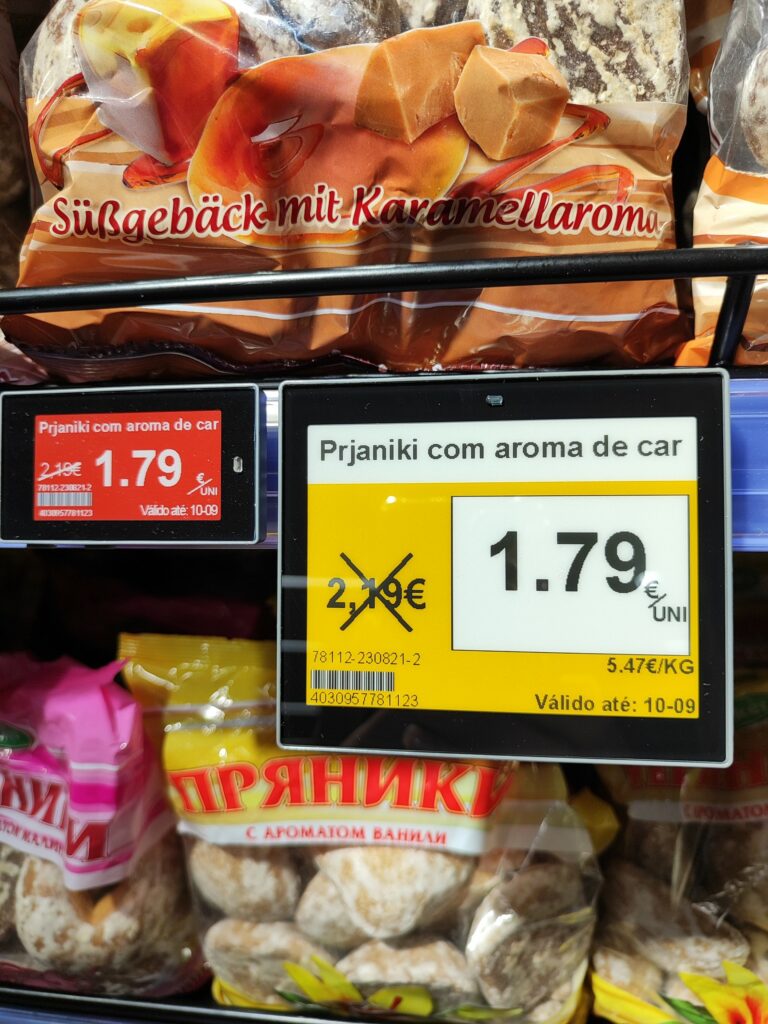 Süßgebäck mit Karamellaroma
Prjaniki com aroma de car
2,19€ 1.79 €/UNI
78112-230821-2
4030957781123
Válido até: 10-09
Prjaniki com aroma de car
2,19€
1.79 €/UNI
78112-230821-2
5.47€/KG
4030957781123
Válido até: 10-09
ПРЯНИКИ
С АРОМАТОМ ВАНИЛИ